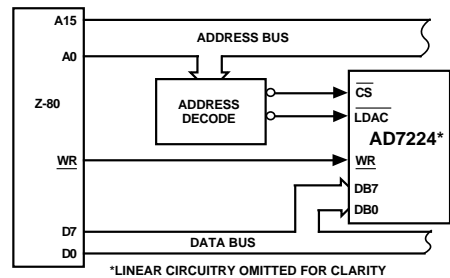 A15
ADDRESS BUS
A0
Z-80
ADDRESS
DECODE
CS
LDAC
AD7224*
WR
WR
DB7
DB0
D7
DATA BUS
D0
*LINEAR CIRCUITRY OMITTED FOR CLARITY